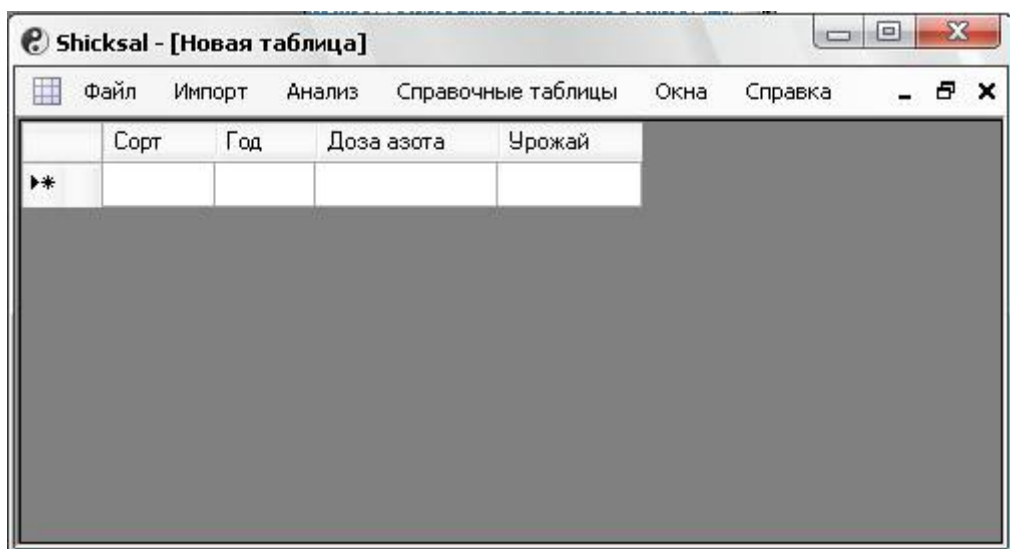 Shicksal - [Новая таблица]
Файл Импорт Анализ Справочные таблицы Окна Справка
Сорт Год Доза азота Урожай